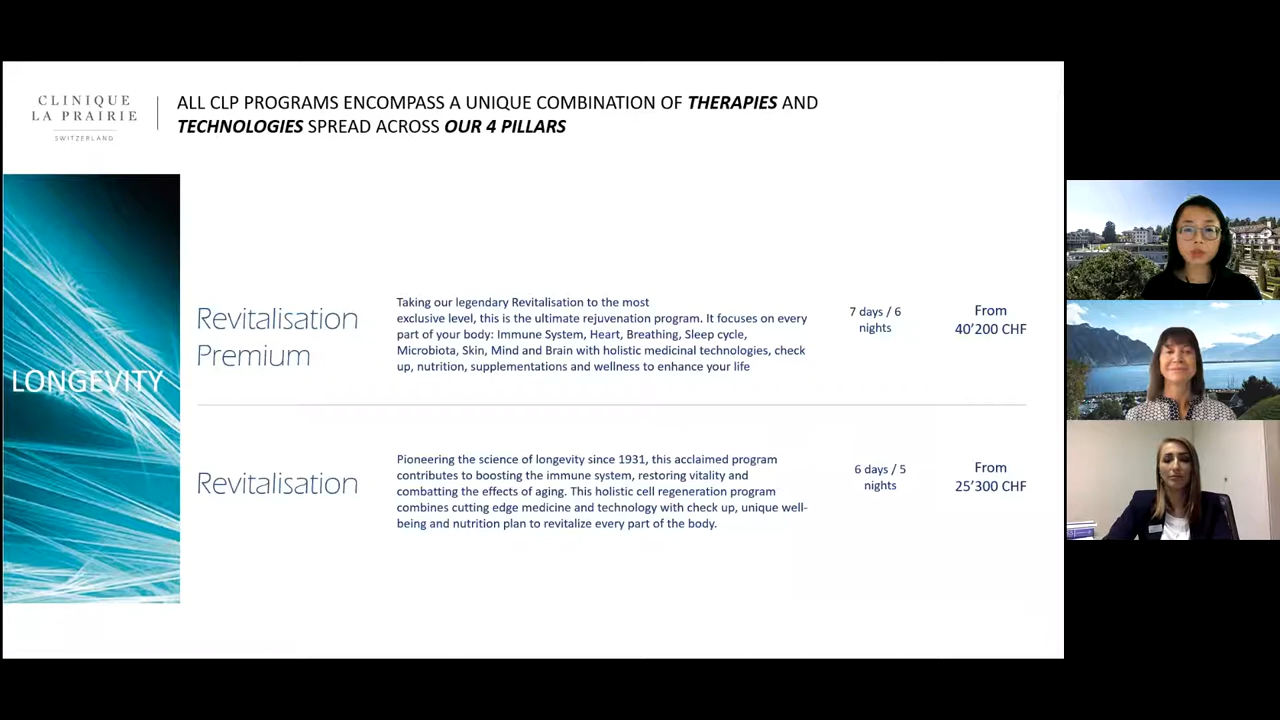 CLINIQUE
LA PRAIRIE
SWITZERLAND
ALL CLP PROGRAMS ENCOMPASS A UNIQUE COMBINATION OF THERAPIES AND
TECHNOLOGIES SPREAD ACROSS OUR 4 PILLARS
LONGEVITY
Revitalisation
Premium
Taking our legendary Revitalisation to the most
exclusive level, this is the ultimate rejuvenation program. It focuses on every
part of your body: Immune System, Heart, Breathing, Sleep cycle,
Microbiota, Skin, Mind and Brain with holistic medicinal technologies, check
up, nutrition, supplementations and wellness to enhance your life
7 days / 6
nights
From
40’200 CHF
Revitalisation
Pioneering the science of longevity since 1931, this acclaimed program
contributes to boosting the immune system, restoring vitality and
combatting the effects of aging. This holistic cell regeneration program
combines cutting edge medicine and technology with check up, unique well-
being and nutrition plan to revitalize every part of the body.
6 days / 5
nights
From
25’300 CHF